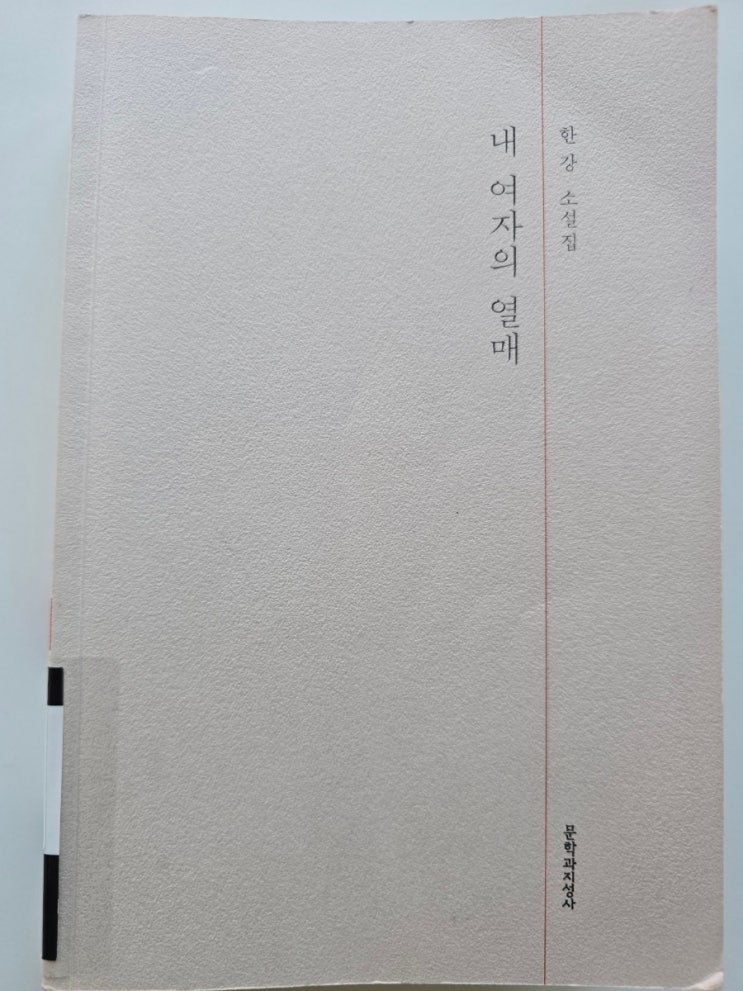 한강 소설집
내 여자의 열매
문학과지성사